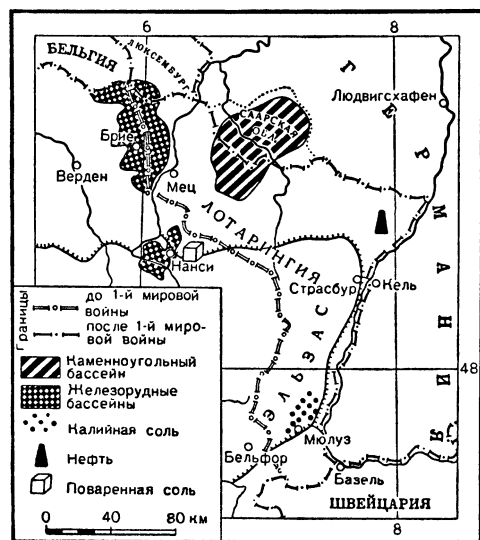 6
8
БЕЛЬГИЯ
ЛЮКСЕМБУРГ
ГЕРМАНИЯ
Людвигсхафен
СААРСКАЯ
ОБЛ.
Брие
Верден
Мец
ЛОТАРИНГИЯ
Нанси
Страсбур
Кель
ЭЛЬЗАС
48
Мюлуз
Бельфор
Базель
ШВЕЙЦАРИЯ
8
Границы
до 1-й мировой
войны
после 1-й миро-
вой войны
Каменноугольный
бассейн
Железорудные
бассейны
Калийная соль
Нефть
Поваренная соль
0 40 80 км